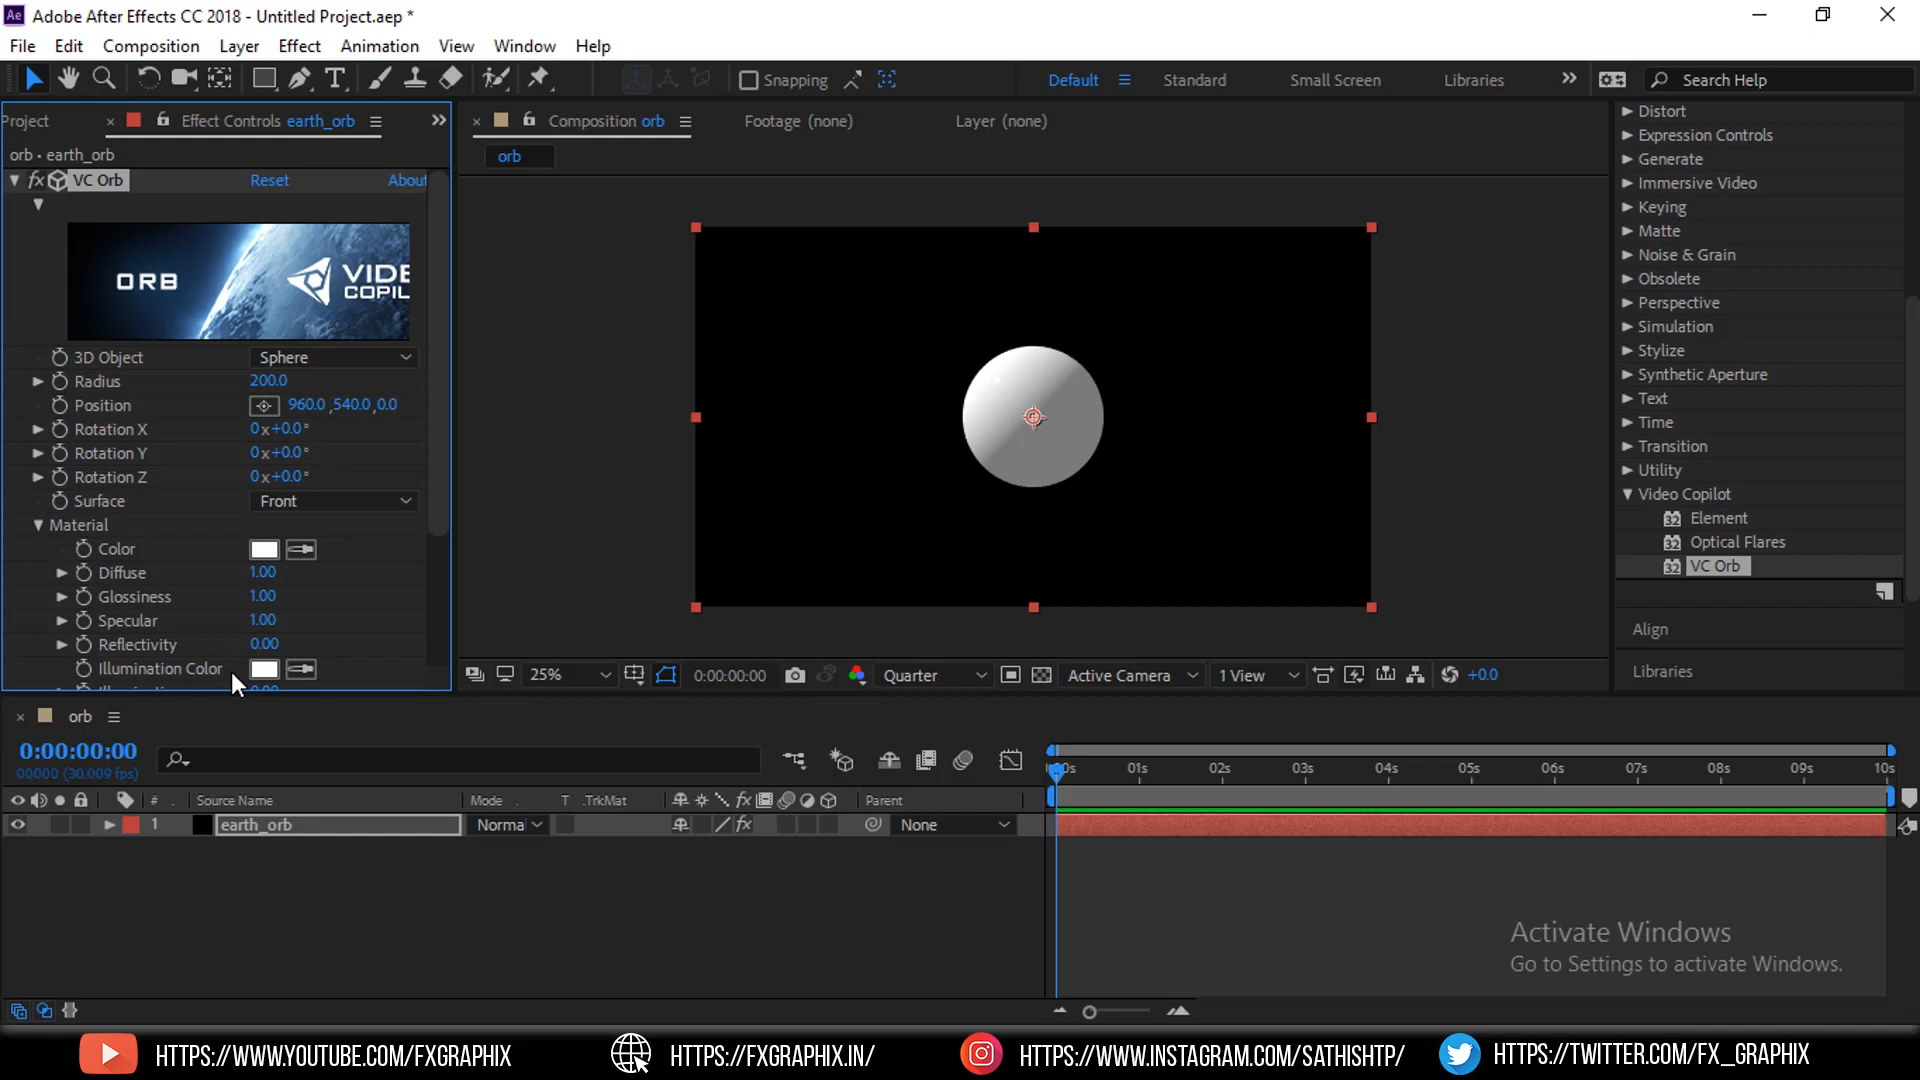 Ae Adobe After Effects CC 2018 - Untitled Project.aep *
File Edit Composition Layer Effect Animation View Window Help
T Snapping Default Standard Small Screen Libraries Search Help
Project Effect Controls earth_orb Composition orb Footage (none) Layer (none)
orb • earth_orb
orb
fx VC Orb Reset About
ORB VIDE
COPIL
3D Object Sphere
Radius 200.0
Position 960.0,540.0,0.0
Rotation X 0x+0.0°
Rotation Y 0x+0.0°
Rotation Z 0x+0.0°
Surface Front
Material
Color
Diffuse 1.00
Glossiness 1.00
Specular 1.00
Reflectivity 0.00
Illumination Color
25% 0:00:00:00 Quarter Active Camera 1 View +0.0
Distort
Expression Controls
Generate
Immersive Video
Keying
Matte
Noise & Grain
Obsolete
Perspective
Simulation
Stylize
Synthetic Aperture
Text
Time
Transition
Utility
Video Copilot
32 Element
32 Optical Flares
32 VC Orb
Align
Libraries
orb
0:00:00:00
00000 (30.009 fps)
01s 02s 03s 04s 05s 06s 07s 08s 09s 10s
# . Source Name Mode T .TrkMat fx Parent
1 earth_orb Norma fx None
Activate Windows
Go to Settings to activate Windows.
HTTPS://WWW.YOUTUBE.COM/FXGRAPHIX HTTPS://FXGRAPHIX.IN/ HTTPS://WWW.INSTAGRAM.COM/SATHISHTP/ HTTPS://TWITTER.COM/FX_GRAPHIX